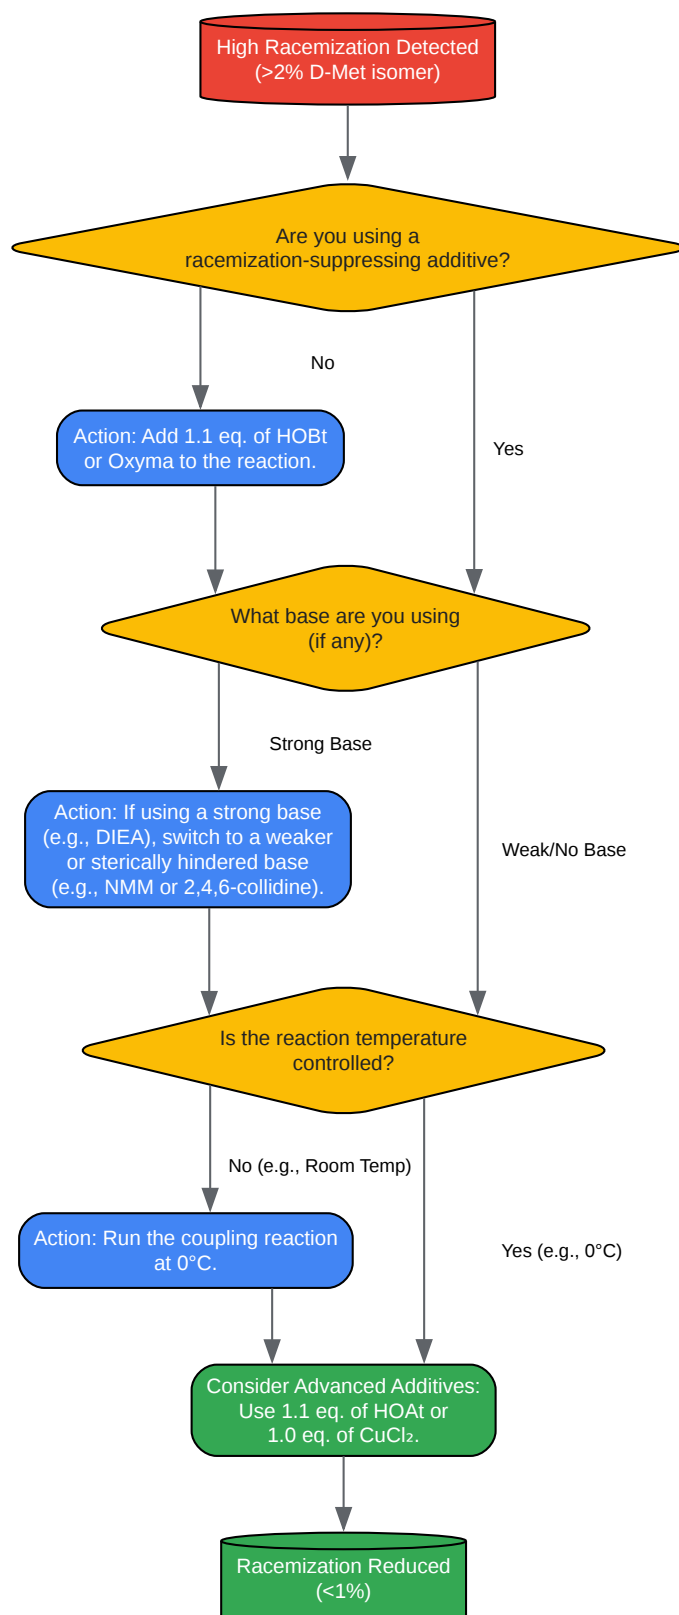 High Racemization Detected
(>2% D-Met isomer)
Are you using a
racemization-suppressing additive?
No
Action: Add 1.1 eq. of HOBt
or Oxyma to the reaction.
Yes
What base are you using
(if any)?
Strong Base
Action: If using a strong base
(e.g., DIEA), switch to a weaker
or sterically hindered base
(e.g., NMM or 2,4,6-collidine).
Weak/No Base
Is the reaction temperature
controlled?
No (e.g., Room Temp)
Action: Run the coupling reaction
at 0°C.
Yes (e.g., 0°C)
Consider Advanced Additives:
Use 1.1 eq. of HOAt or
1.0 eq. of CuCl₂.
Racemization Reduced
(<1%)